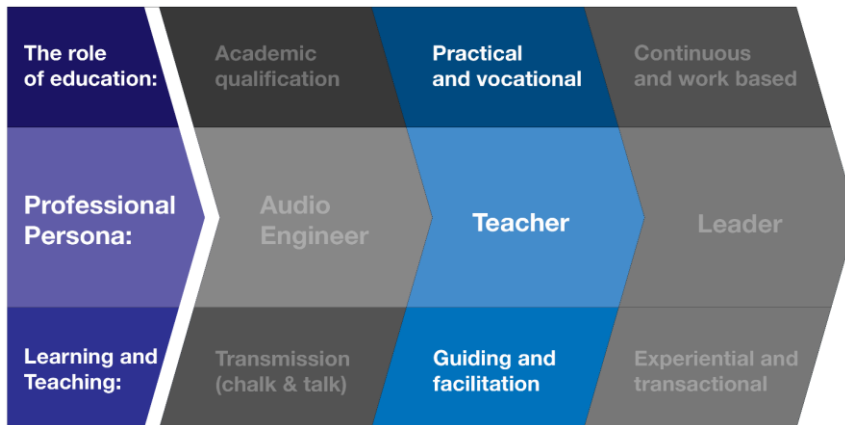 The role
of education:
Academic
qualification
Practical
and vocational
Continuous
and work based
Professional
Persona:
Audio
Engineer
Teacher
Leader
Learning and
Teaching:
Transmission
(chalk & talk)
Guiding and
facilitation
Experiential and
transactional